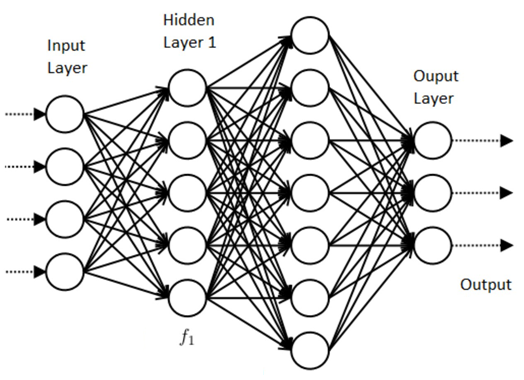 Hidden
Layer 1
Input
Layer
Ouput
Layer
Output
f₁